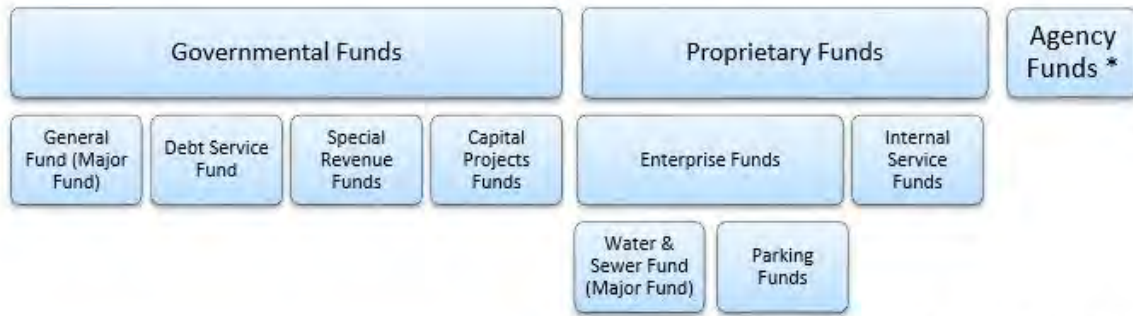 Governmental Funds
Proprietary Funds
Agency
Funds *
General
Fund (Major
Fund)
Debt Service
Fund
Special
Revenue
Funds
Capital
Projects
Funds
Enterprise Funds
Internal
Service
Funds
Water &
Sewer Fund
(Major Fund)
Parking
Funds